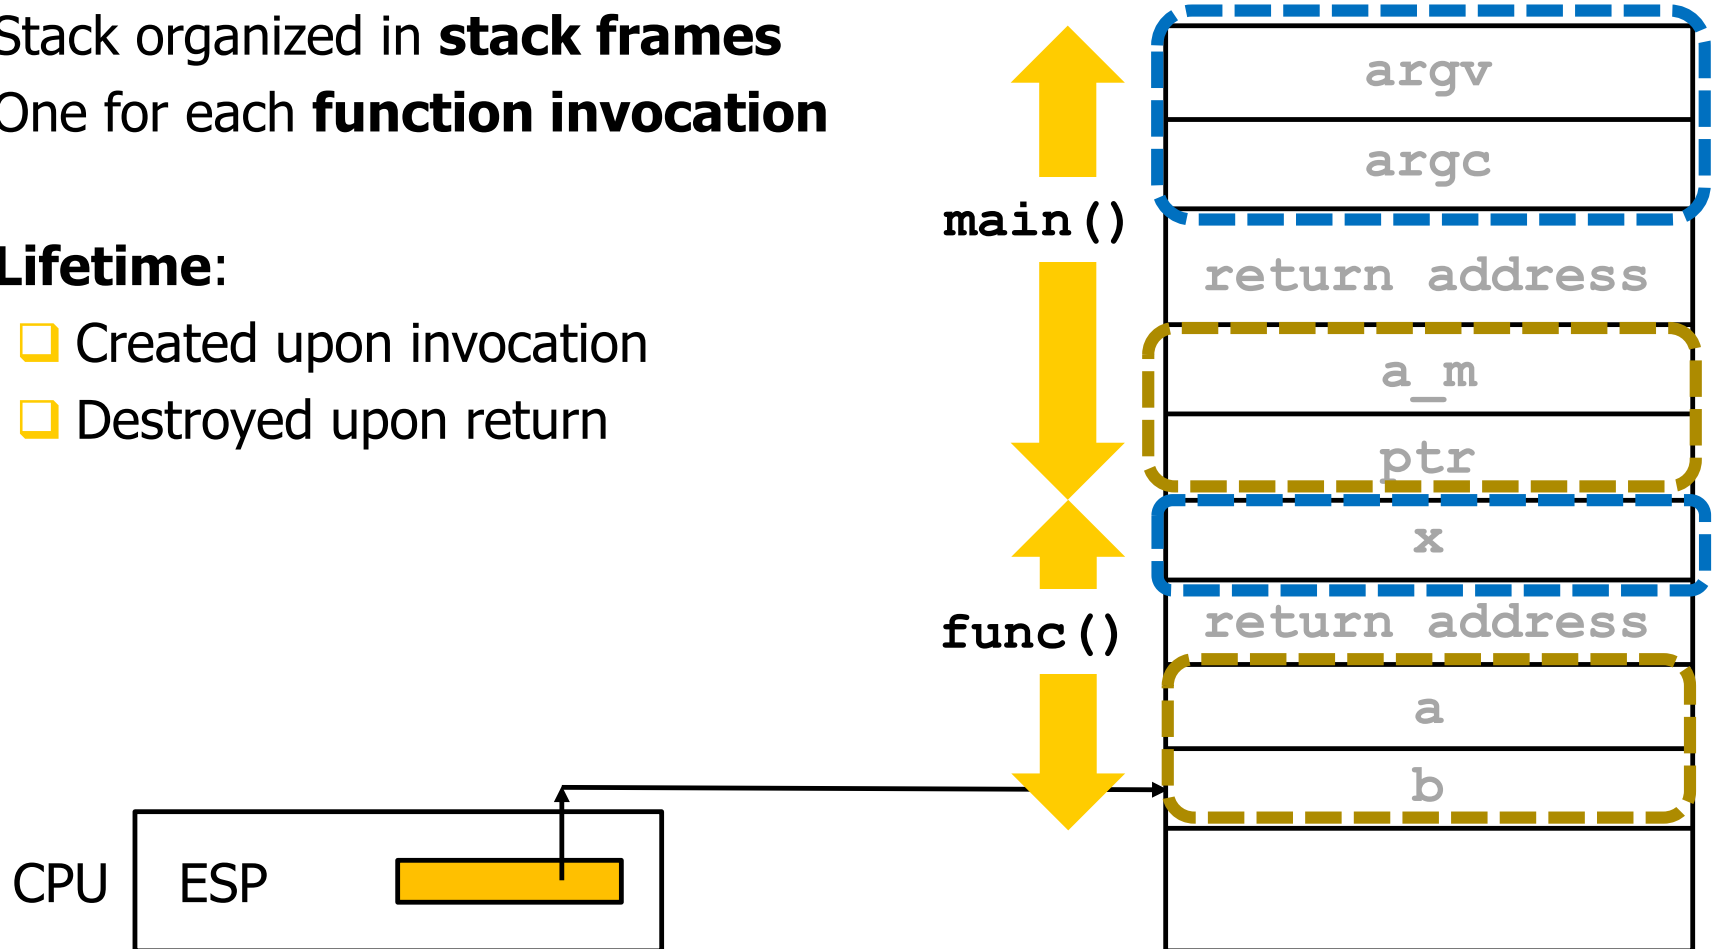 Stack organized in stack frames
One for each function invocation
Lifetime:
Created upon invocation
Destroyed upon return
argv
argc
main()
return address
a_m
ptr
x
func()
return address
a
b
CPU
ESP